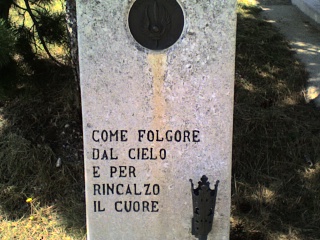 COME FOLGORE
DAL CIELO
E PER
RINCALZO
IL CUORE